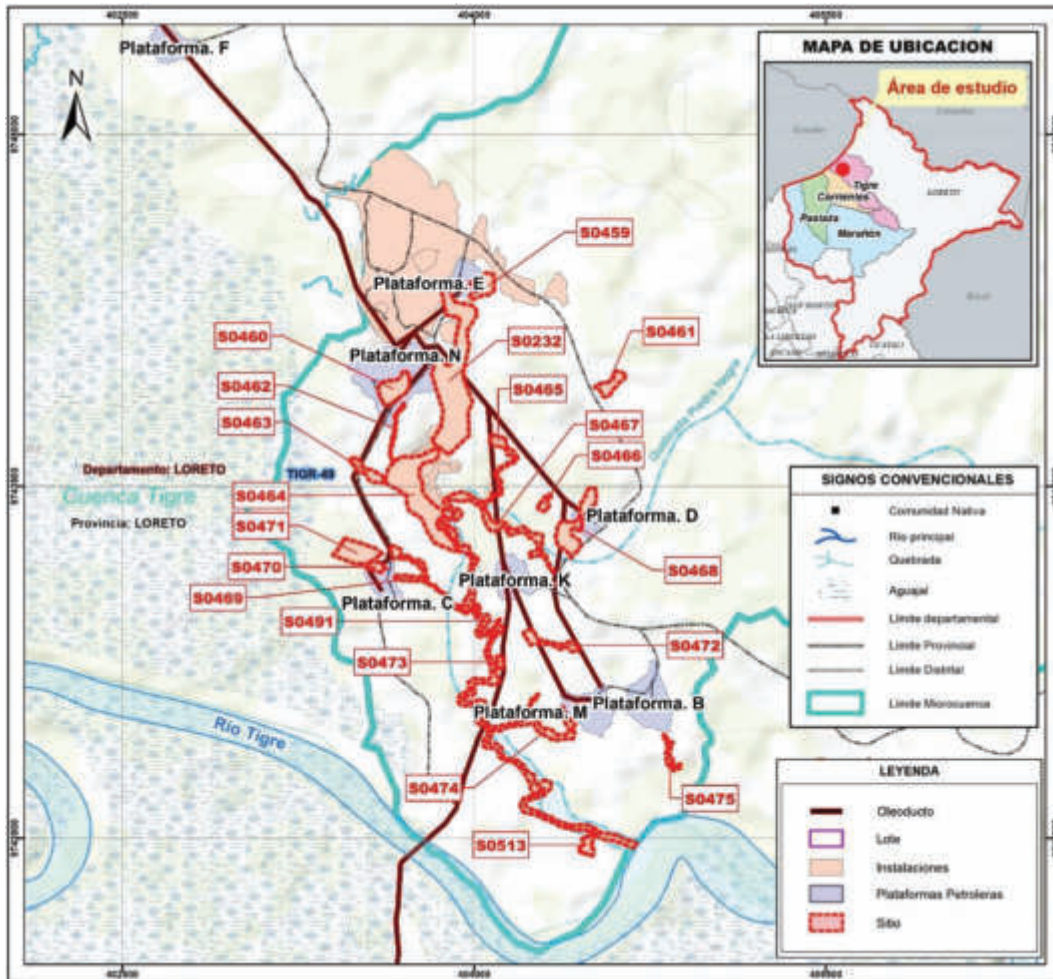 Plataforma. F
N
S0459
Plataforma. E
S0460
S0232
S0461
Plataforma. N
S0462
S0465
S0463
S0467
S0466
Departamento: LORETO
TIGR-49
Cuenca Tigre
S0464
Provincia: LORETO
S0471
Plataforma. D
S0470
Plataforma. K
S0468
S0469
Plataforma. C
S0491
S0472
S0473
Plataforma. M
Plataforma. B
Río Tigre
S0474
S0475
S0513
MAPA DE UBICACION
Área de estudio
Tigre
Corrientes
Pastaza
Marañón
LORETO
SIGNOS CONVENCIONALES
Comunidad Nativa
Río principal
Quebrada
Aguajal
Límite departamental
Límite Provincial
Límite Distrital
Límite Microcuenca
LEYENDA
Oleoducto
Lote
Instalaciones
Plataformas Petroleras
Sitio